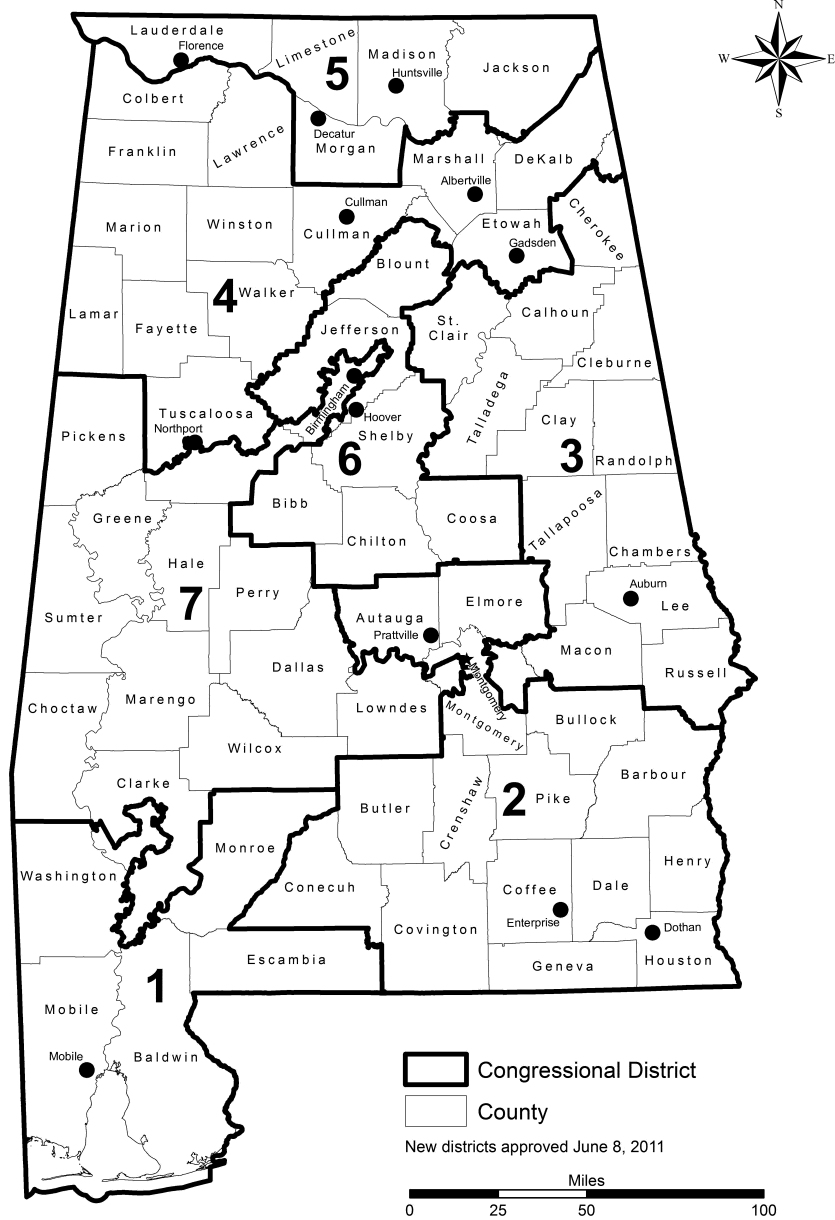 N
Lauderdale
Florence
Limestone
Madison
Huntsville
Jackson
W
E
S
5
Colbert
Decatur
Morgan
Lawrence
Franklin
Marshall
DeKalb
Albertville
Cullman
Cullman
Marion
Winston
Etowah
Gadsden
Cherokee
Blount
4
Walker
Lamar
Fayette
Jefferson
St.
Clair
Calhoun
Cleburne
Birmingham
Hoover
Shelby
Talladega
Tuscaloosa
Northport
Pickens
6
Clay
3
Randolph
Bibb
Chilton
Coosa
Tallapoosa
Chambers
Greene
Hale
7
Perry
Autauga
Prattville
Elmore
Auburn
Lee
Sumter
Macon
Russell
Dallas
Montgomery
Montgomery
Choctaw
Marengo
Lowndes
Bullock
Wilcox
Clarke
Butler
Crenshaw
2
Pike
Barbour
Monroe
Washington
Conecuh
Coffee
Enterprise
Dale
Henry
Covington
Dothan
Houston
Escambia
Geneva
1
Mobile
Mobile
Baldwin
Congressional District
County
New districts approved June 8, 2011
Miles
0 25 50 100